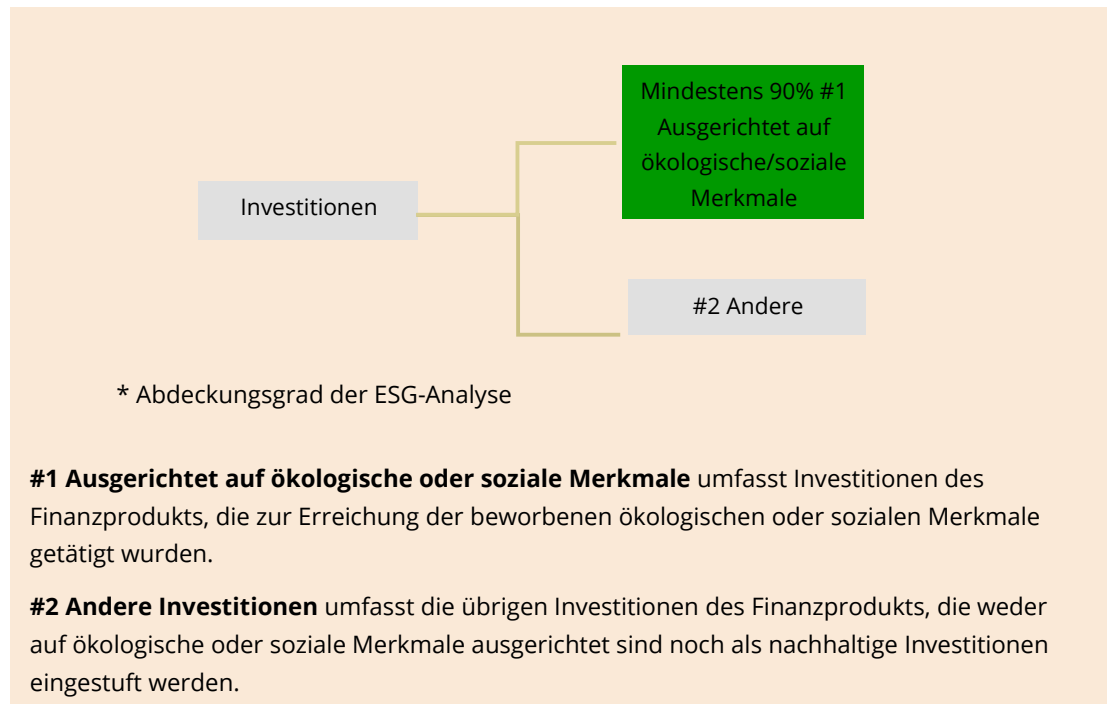 Mindestens 90% #1
Ausgerichtet auf
ökologische/soziale
Merkmale
Investitionen
#2 Andere
* Abdeckungsgrad der ESG-Analyse
#1 Ausgerichtet auf ökologische oder soziale Merkmale umfasst Investitionen des
Finanzprodukts, die zur Erreichung der beworbenen ökologischen oder sozialen Merkmale
getätigt wurden.
#2 Andere Investitionen umfasst die übrigen Investitionen des Finanzprodukts, die weder
auf ökologische oder soziale Merkmale ausgerichtet sind noch als nachhaltige Investitionen
eingestuft werden.